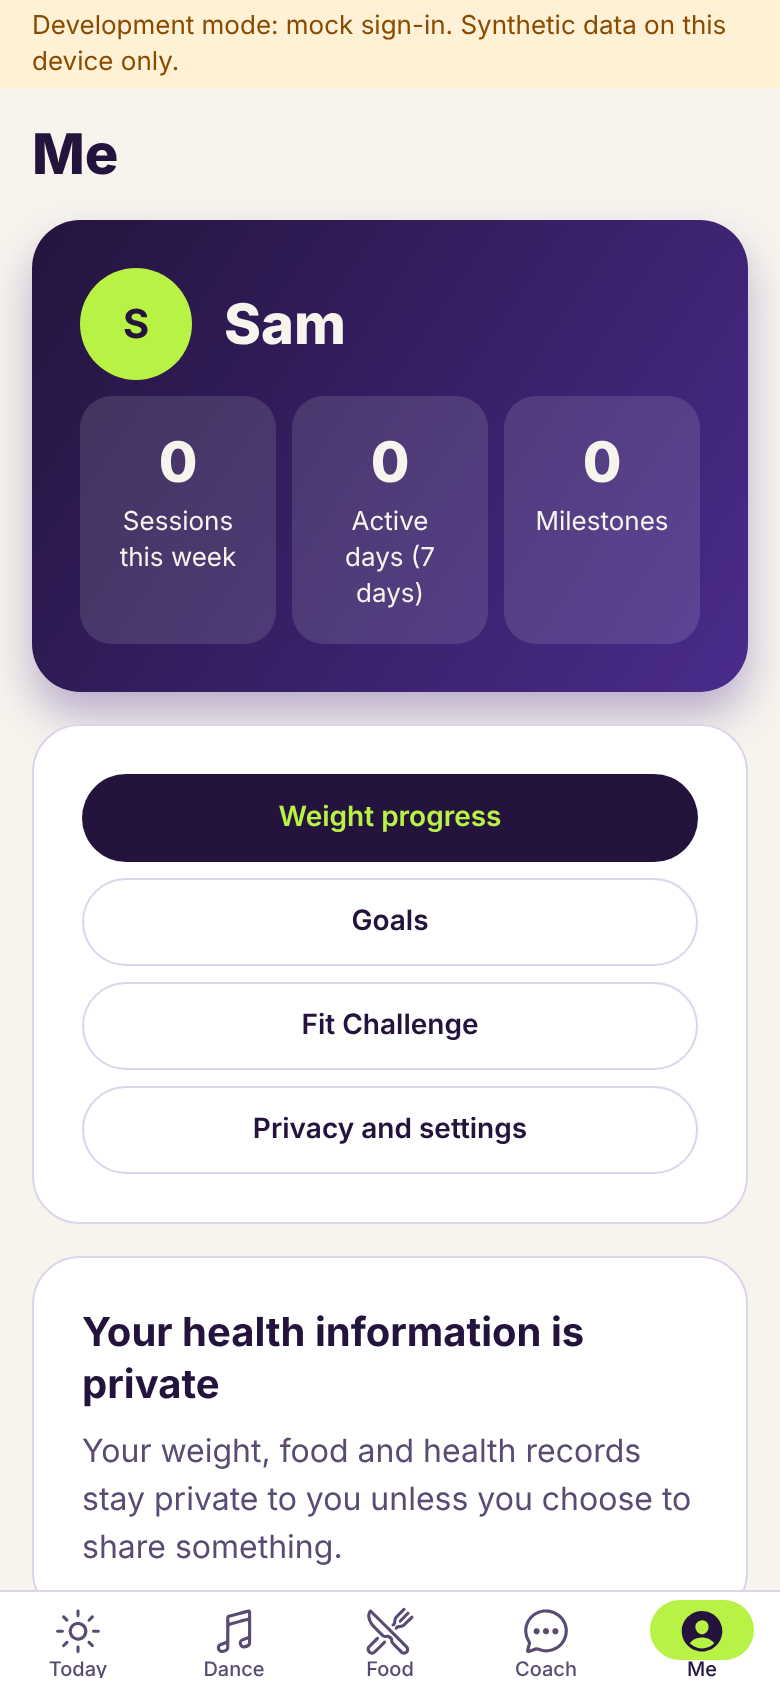 Development mode: mock sign-in. Synthetic data on this
device only.
Me
S
Sam
0
Sessions
this week
0
Active
days (7
days)
0
Milestones
Weight progress
Goals
Fit Challenge
Privacy and settings
Your health information is
private
Your weight, food and health records
stay private to you unless you choose to
share something.
Today
Dance
Food
Coach
Me